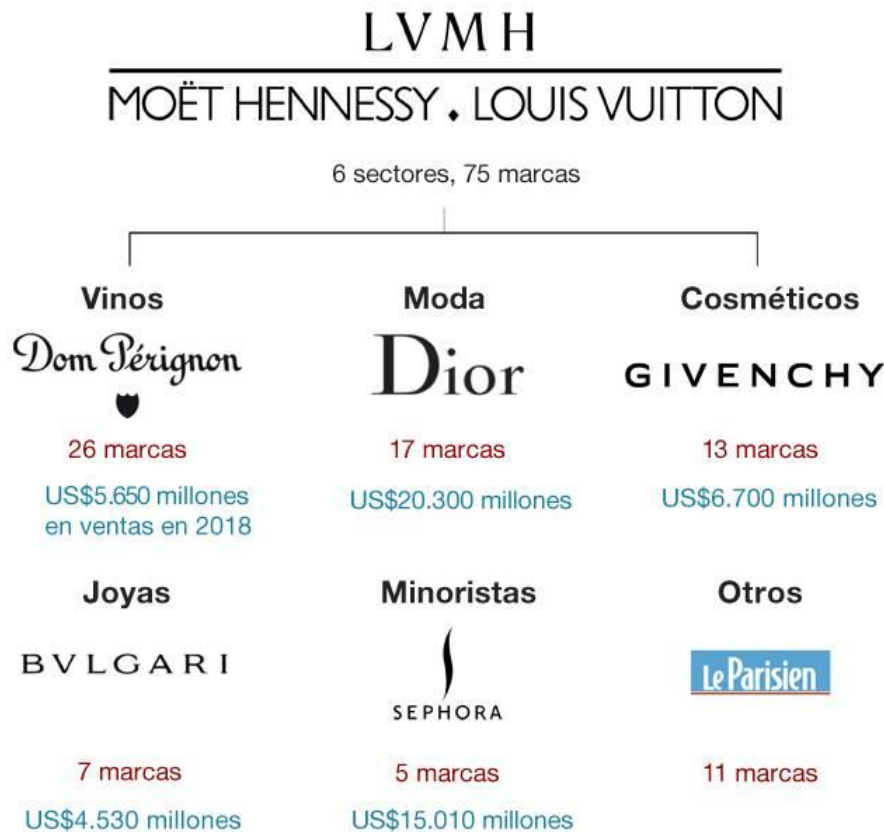 LVMH
MOËT HENNESSY . LOUIS VUITTON
6 sectores, 75 marcas
Vinos
Dom Pérignon
26 marcas
US$5.650 millones
en ventas en 2018
Moda
Dior
17 marcas
US$20.300 millones
Cosméticos
GIVENCHY
13 marcas
US$6.700 millones
Joyas
BVLGARI
7 marcas
US$4.530 millones
Minoristas
SEPHORA
5 marcas
US$15.010 millones
Otros
Le Parisien
11 marcas